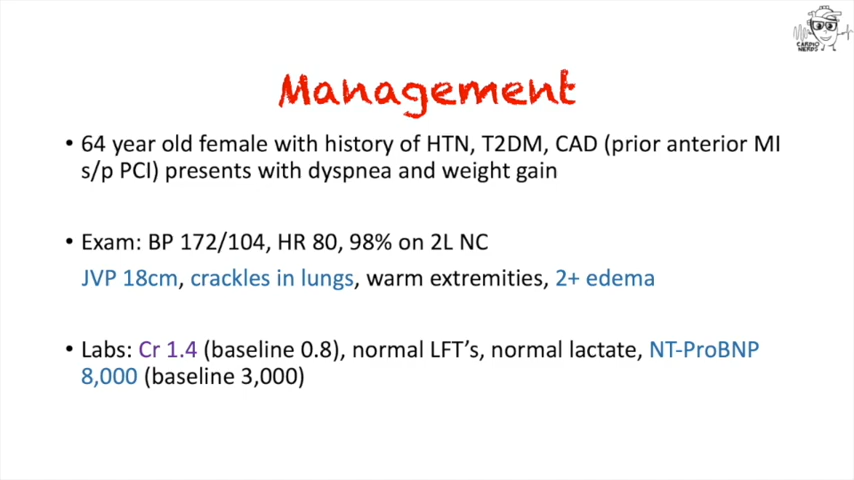 CARDIO
NERDS
Management
• 64 year old female with history of HTN, T2DM, CAD (prior anterior MI
s/p PCI) presents with dyspnea and weight gain
• Exam: BP 172/104, HR 80, 98% on 2L NC
JVP 18cm, crackles in lungs, warm extremities, 2+ edema
• Labs: Cr 1.4 (baseline 0.8), normal LFT's, normal lactate, NT-ProBNP
8,000 (baseline 3,000)